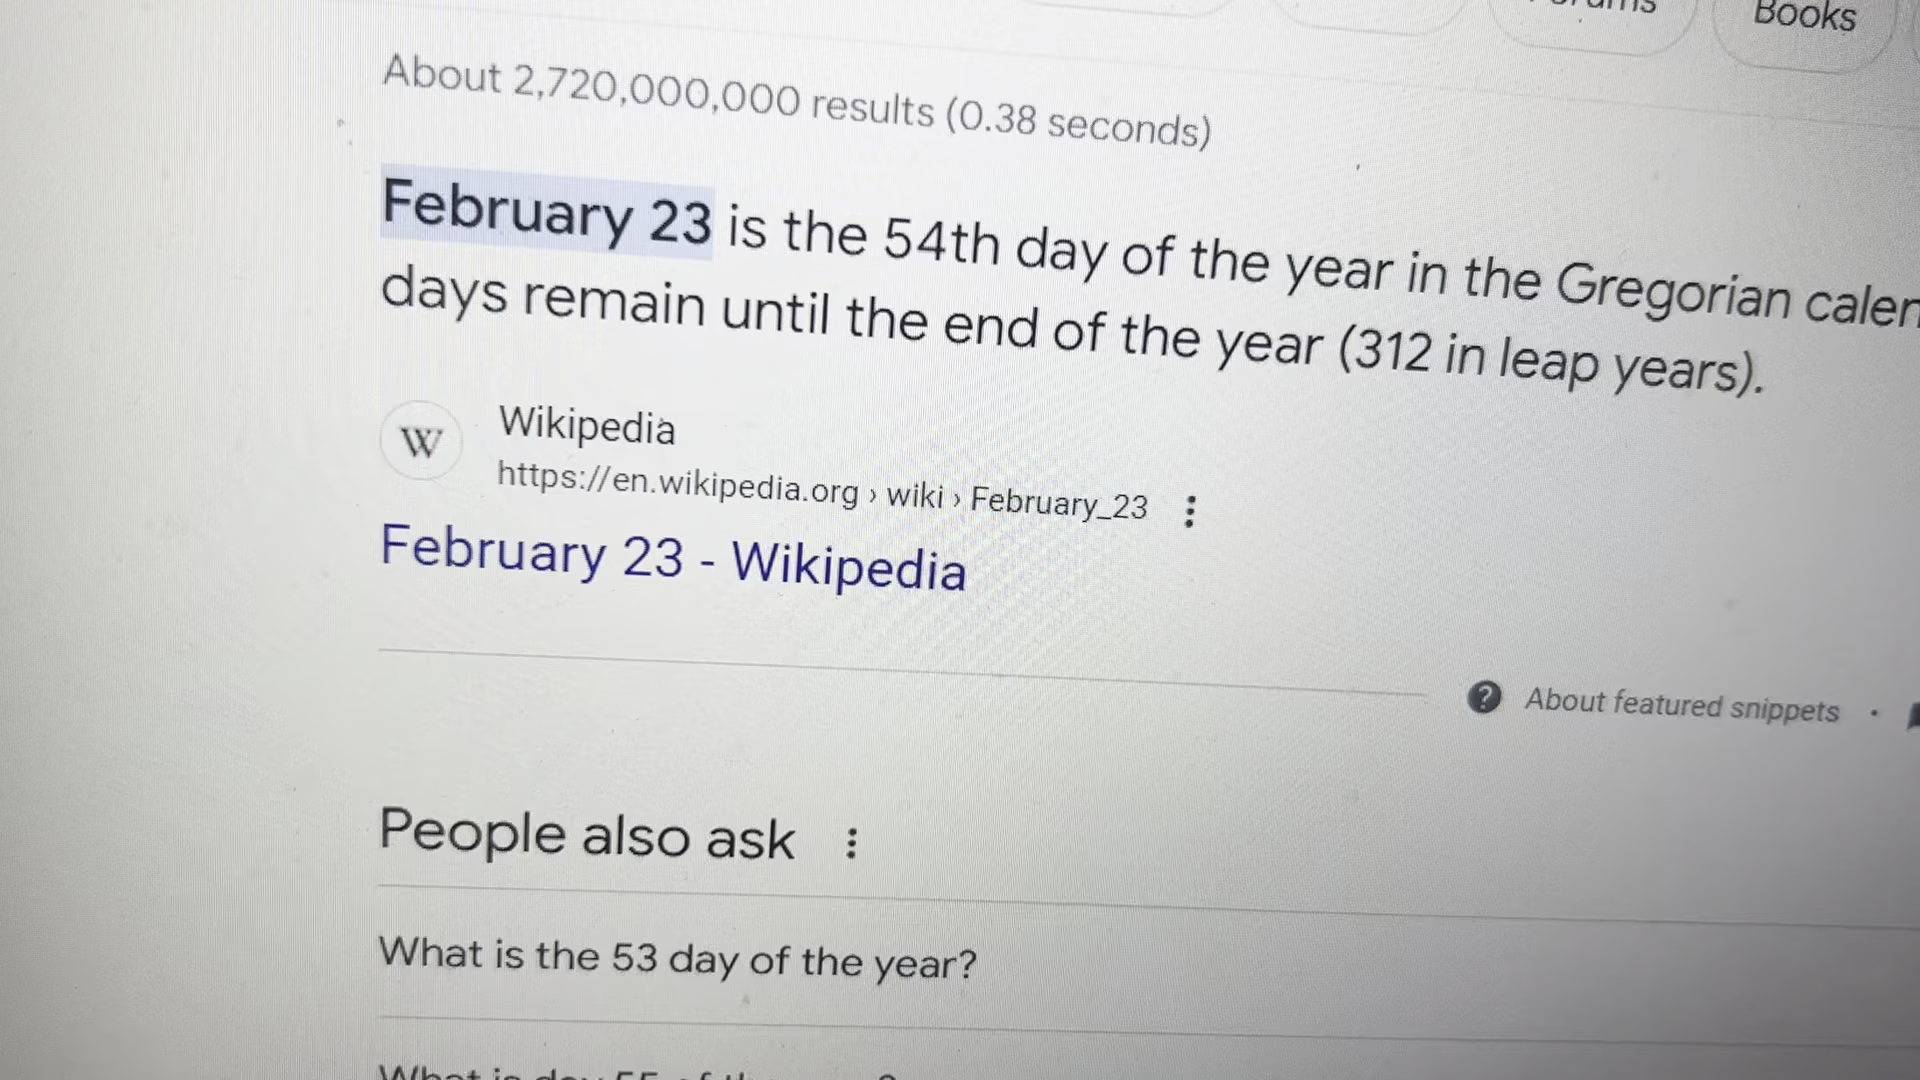 Books
About 2,720,000,000 results (0.38 seconds)
February 23 is the 54th day of the year in the Gregorian
days remain until the end of the year (312 in leap years).
W
Wikipedia
https://en.wikipedia.org › wiki › February_23
February 23 - Wikipedia
About featured snippets
People also ask
What is the 53 day of the year?